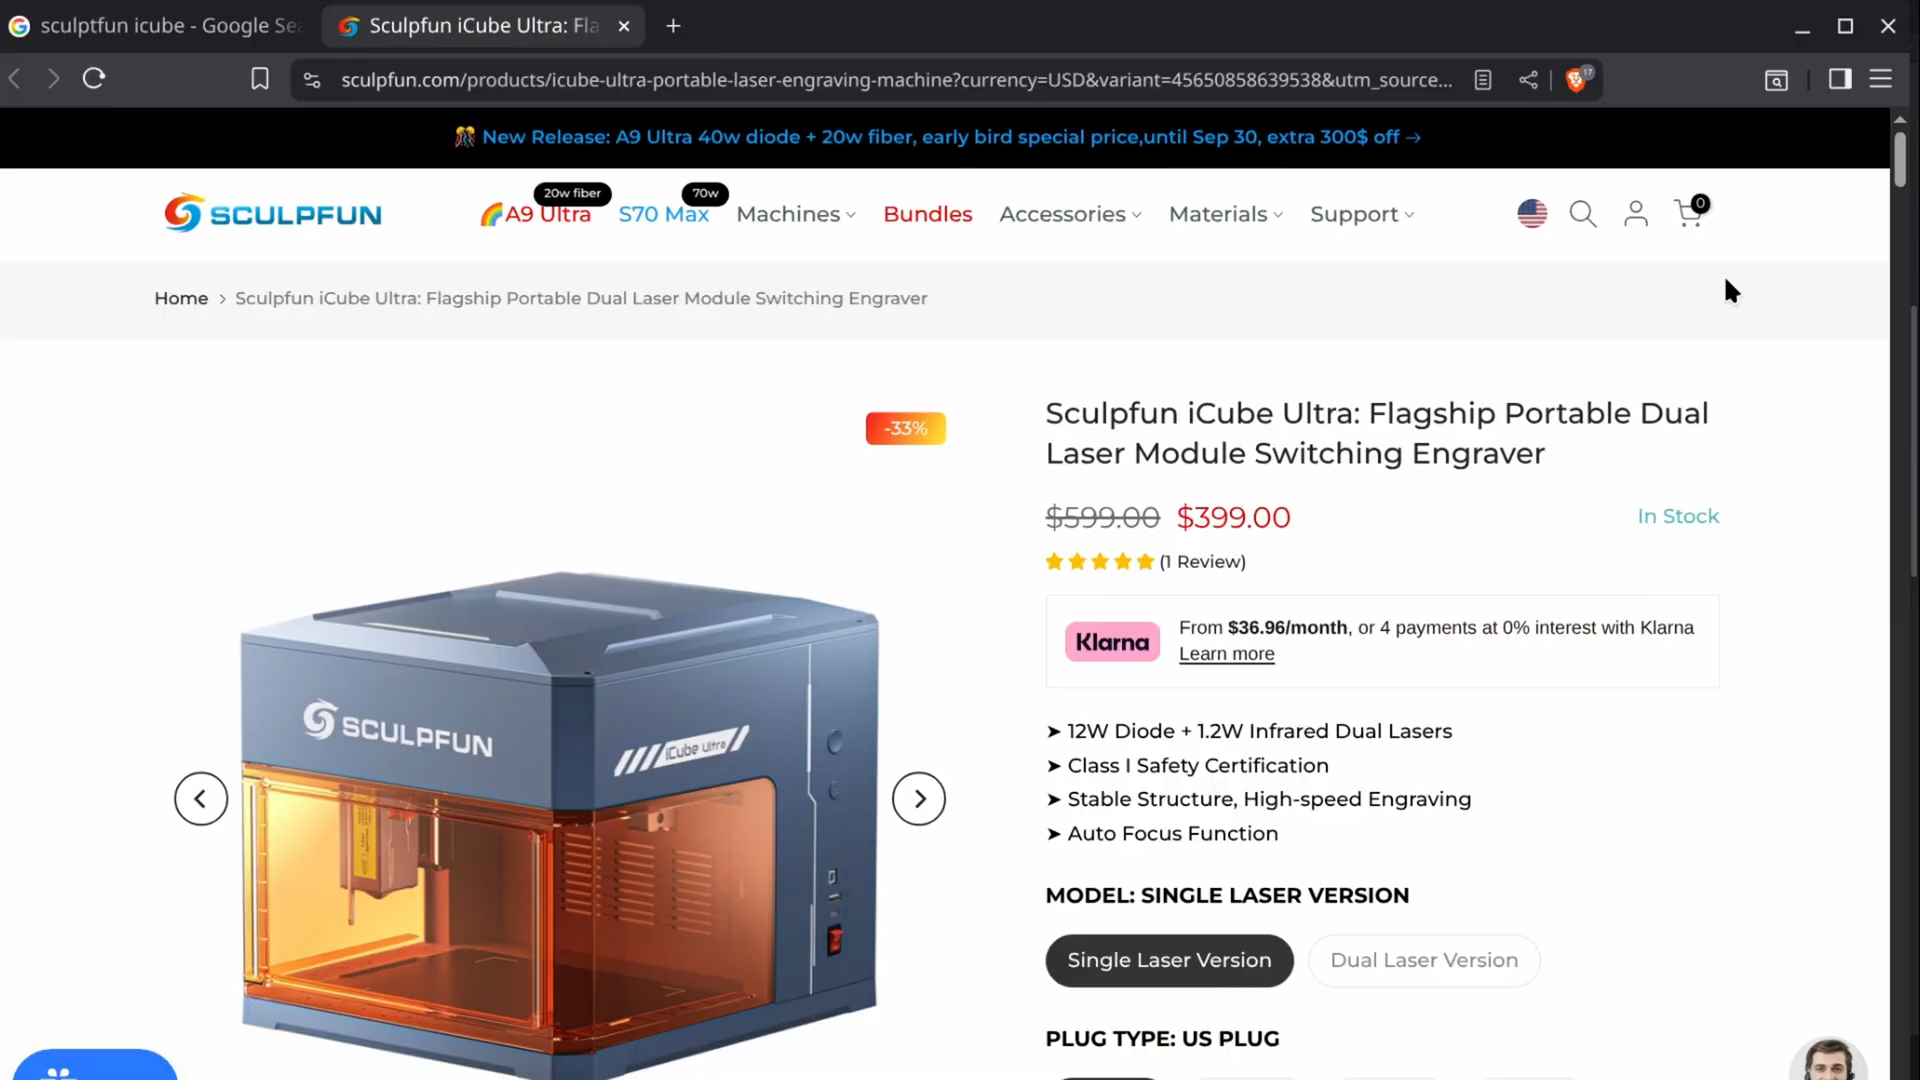 sculptfun icube - Google Sea
Sculpfun iCube Ultra: Fla
sculpfun.com/products/icube-ultra-portable-laser-engraving-machine?currency=USD&variant=45650858639538&utm_source...
17
New Release: A9 Ultra 40w diode + 20w fiber, early bird special price,until Sep 30, extra 300$ off →
SCULPFUN
20w fiber
70w
A9 Ultra
S70 Max
Machines
Bundles
Accessories
Materials
Support
0
Home > Sculpfun iCube Ultra: Flagship Portable Dual Laser Module Switching Engraver
-33%
Sculpfun iCube Ultra: Flagship Portable Dual
Laser Module Switching Engraver
$599.00 $399.00
In Stock
(1 Review)
Klarna
From $36.96/month, or 4 payments at 0% interest with Klarna
Learn more
➤ 12W Diode + 1.2W Infrared Dual Lasers
➤ Class I Safety Certification
➤ Stable Structure, High-speed Engraving
➤ Auto Focus Function
SCULPFUN
iCube Ultra
MODEL: SINGLE LASER VERSION
Single Laser Version
Dual Laser Version
PLUG TYPE: US PLUG